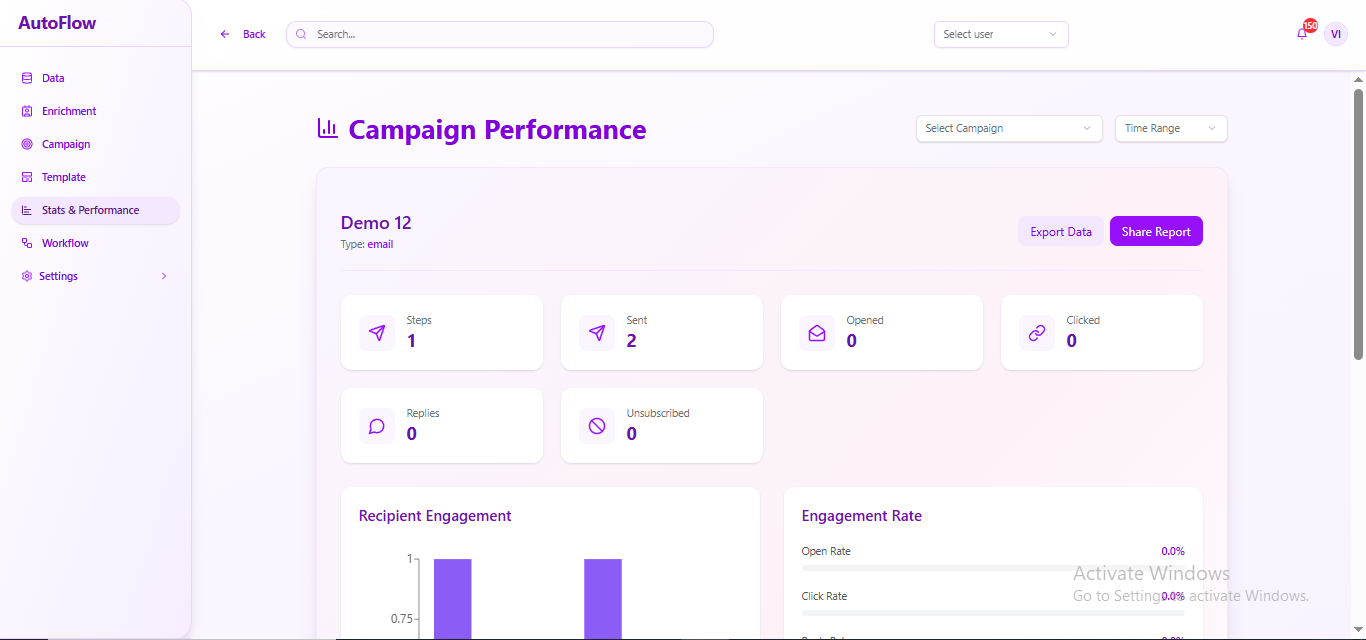 AutoFlow
Back
Search...
Select user
150
VI
Data
Enrichment
Campaign
Template
Stats & Performance
Workflow
Settings
Campaign Performance
Select Campaign
Time Range
Demo 12
Type: email
Export Data
Share Report
Steps
1
Sent
2
Opened
0
Clicked
0
Replies
0
Unsubscribed
0
Recipient Engagement
1
0.75
Engagement Rate
Open Rate
0.0%
Click Rate
0.0%
Activate Windows
Go to Settings to activate Windows.